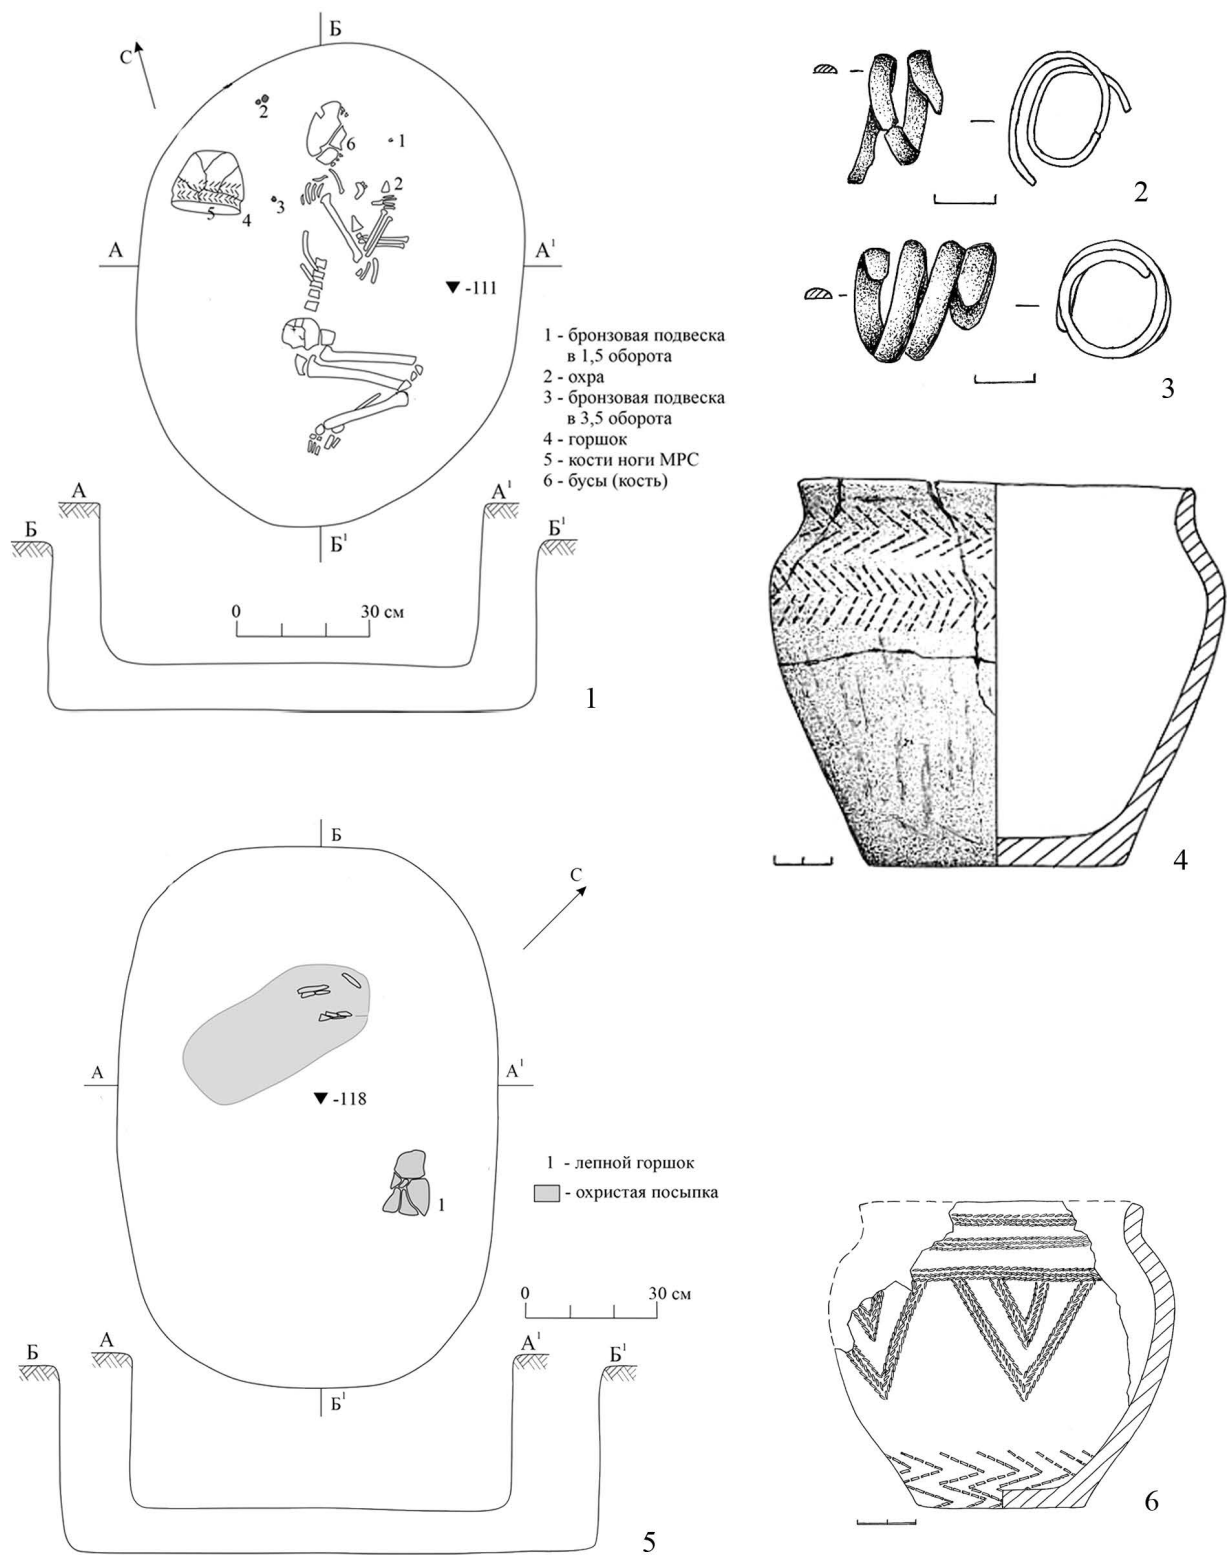 Б
С
2
6
1
2
5
4
3
А
А¹
-111
1 - бронзовая подвеска
в 1,5 оборота
2 - охра
3 - бронзовая подвеска
в 3,5 оборота
4 - горшок
5 - кости ноги МРС
6 - бусы (кость)
А
А¹
Б
Б¹
Б¹
0
30 см
1
2
3
4
Б
С
А
А¹
-118
1
1 - лепной горшок
- охристая посыпка
0
30 см
Б
А
А¹
Б¹
Б¹
5
6